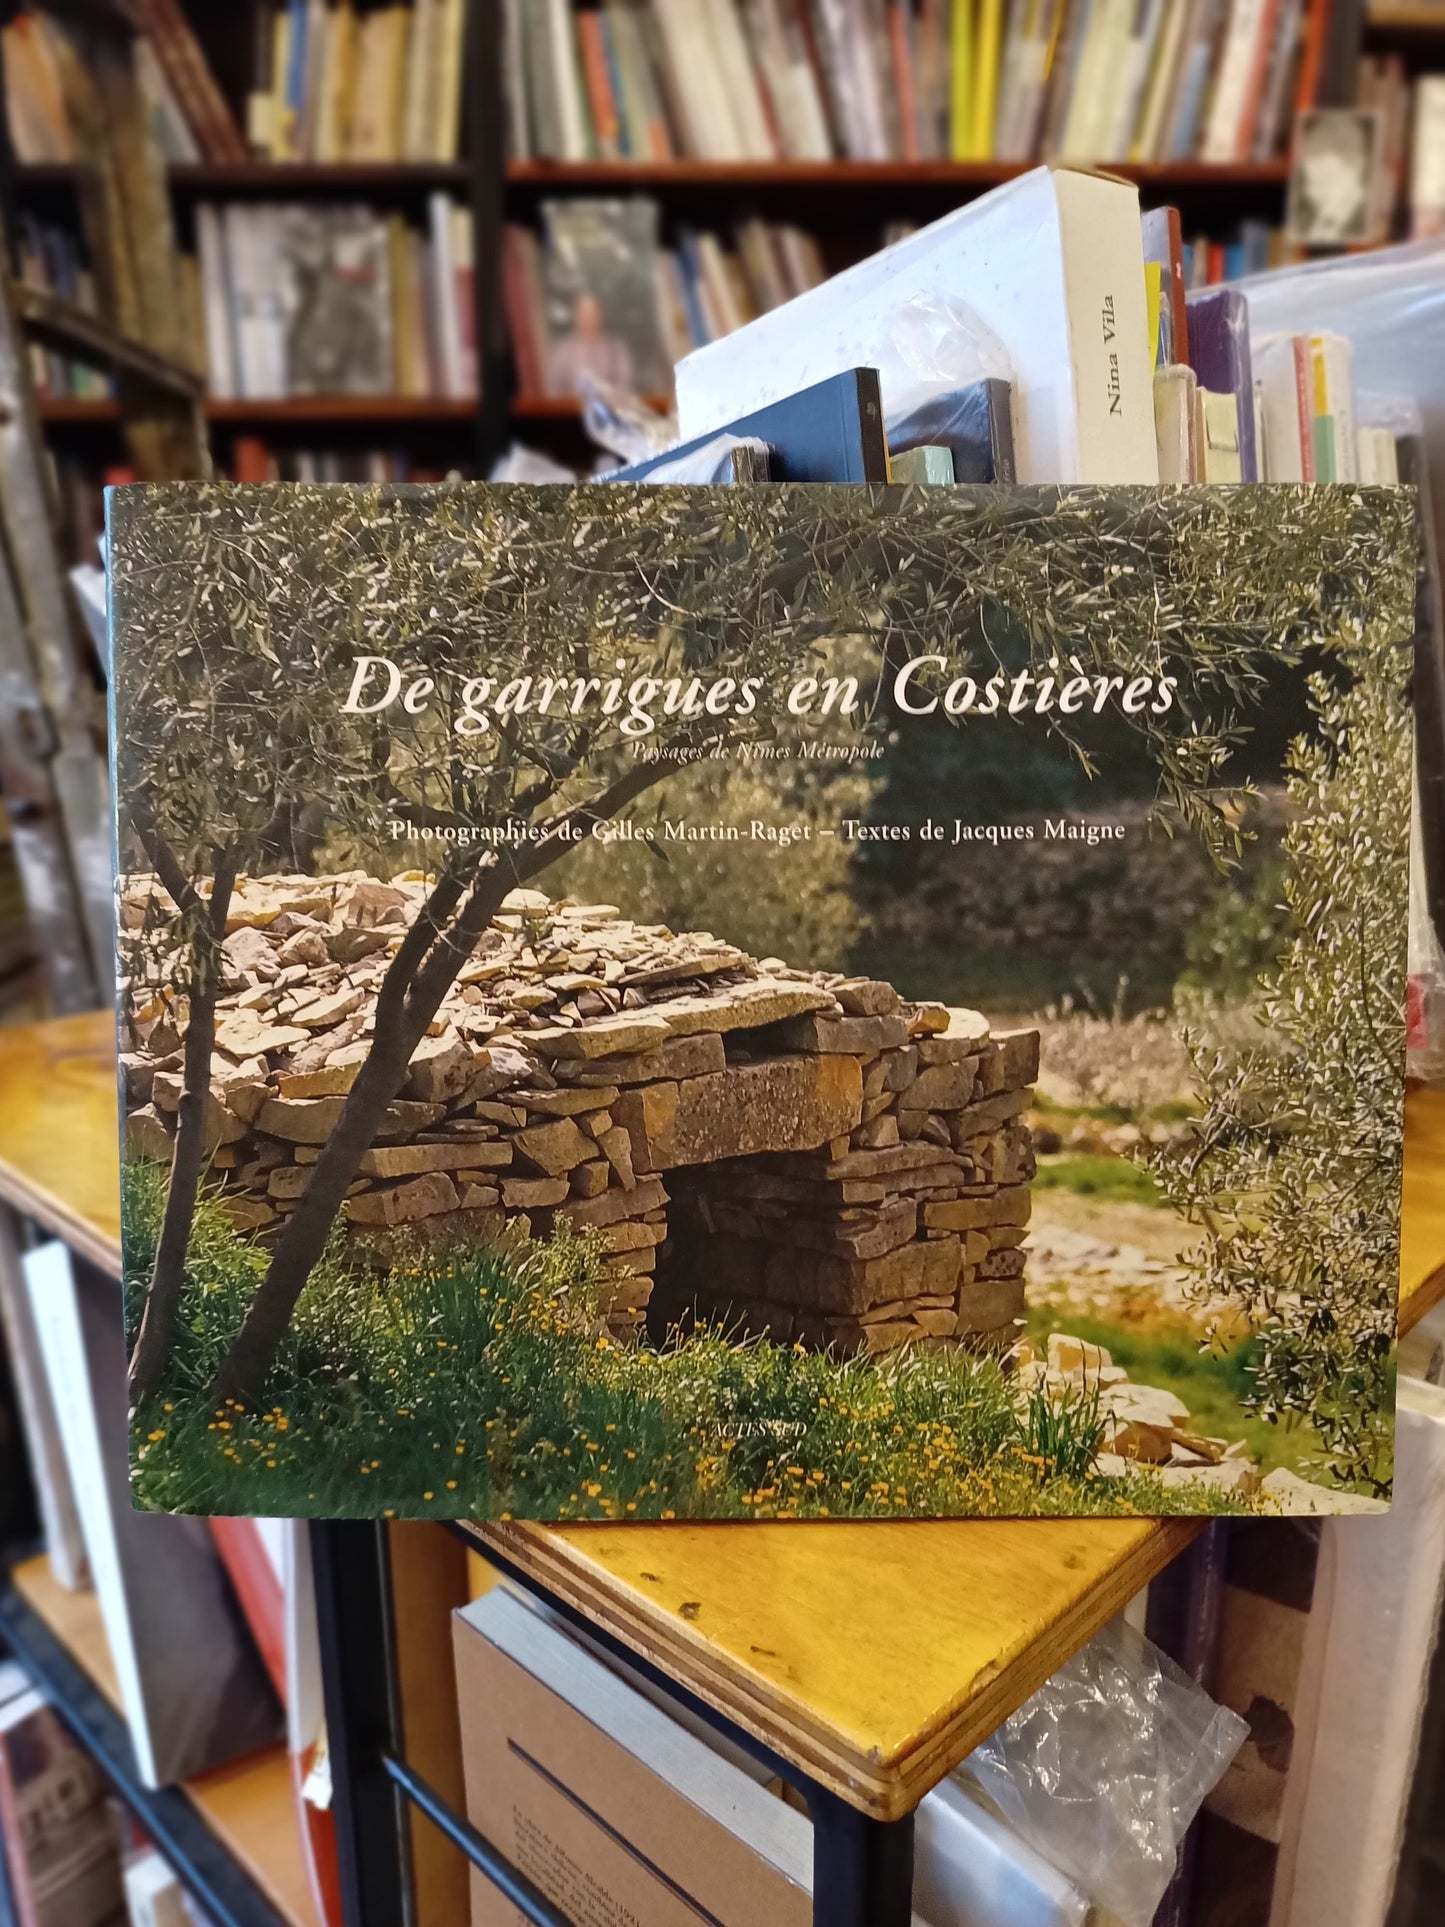 Nina Vila
De garrigues en Costières
Paysages de Nîmes Métropole
Photographies de Gilles Martin-Raget – Textes de Jacques Maigne
ACTES SUD